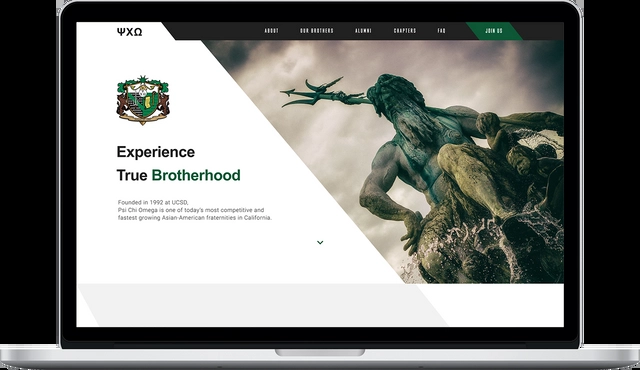 ΨΧΩ
ABOUT
OUR BROTHERS
ALUMNI
CHAPTERS
FAQ
JOIN US
Experience
True Brotherhood
Founded in 1992 at UCSD,
Psi Chi Omega is one of today's most competitive and
fastest growing Asian-American fraternities in California.